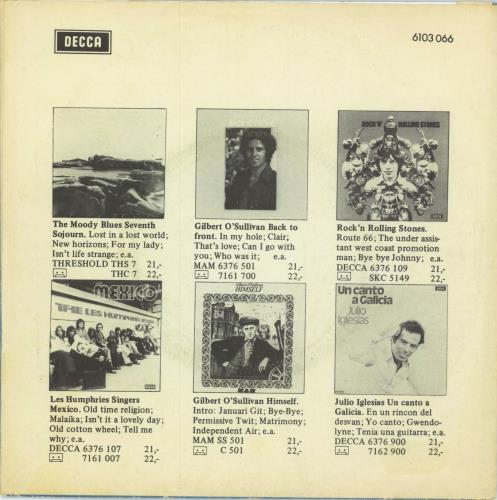 DECCA
6103 066
The Moody Blues Seventh
Sojourn. Lost in a lost world;
New horizons; For my lady;
Isn't life strange; e.a.
THRESHOLD THS 7 21,-
THC 7 22,-
Gilbert O'Sullivan Back to
front. In my hole; Clair;
That's love; Can I go with
you; Who was it; e.a.
MAM 6376 501 21,-
7161 700 22,-
ROCK'N' ROLLING STONES
Rock'n Rolling Stones.
Route 66; The under assis-
tant west coast promotion
man; Bye bye Johnny; e.a.
DECCA 6376 109 21,-
SKC 5149 22,-
MEXICO
THE LES HUMPHRIES SINGERS
Les Humphries Singers
Mexico. Old time religion;
Malaika; Isn't it a lovely day;
Old cotton wheel; Tell me
why; e.a.
DECCA 6376 107 21,-
7161 007 22,-
Gilbert O'Sullivan
HIMSELF
MAM
Gilbert O'Sullivan Himself.
Intro: Januari Git; Bye-Bye;
Permissive Twit; Matrimony;
Independent Air; e.a.
MAM SS 501 21,-
C 501 22,-
Un canto
a Galicia
Julio
Iglesias
Julio Iglesias Un canto a
Galicia. En un rincon del
desvan; Yo canto; Gwendo-
lyne; Tenia una guitarra; e.a.
DECCA 6376 900 21,-
7162 900 22,-